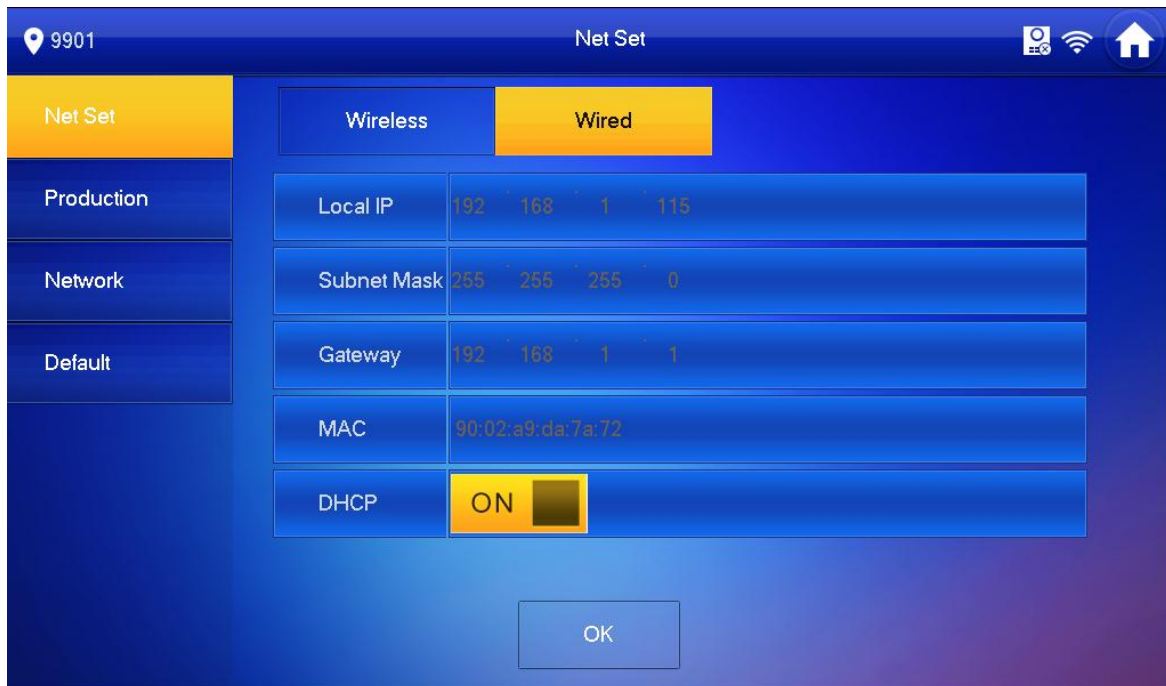 9901 Net Set
Net Set
Production
Network
Default
Wireless Wired
Local IP 192 . 168 . 1 . 115
Subnet Mask 255 . 255 . 255 . 0
Gateway 192 . 168 . 1 . 1
MAC 90:02:a9:da:7a:72
DHCP ON
OK